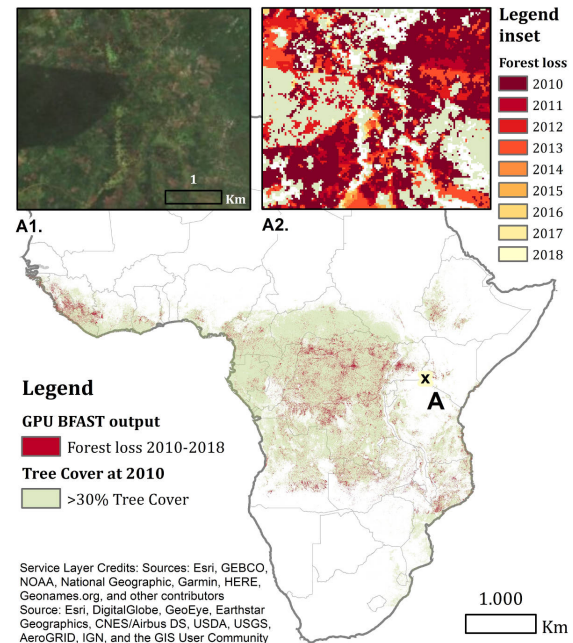 1
Km
A1.
A2.
Legend
inset
Forest loss
2010
2011
2012
2013
2014
2015
2016
2017
2018
x
A
Legend
GPU BFAST output
Forest loss 2010-2018
Tree Cover at 2010
>30% Tree Cover
Service Layer Credits: Sources: Esri, GEBCO,
NOAA, National Geographic, Garmin, HERE,
Geonames.org, and other contributors
Source: Esri, DigitalGlobe, GeoEye, Earthstar
Geographics, CNES/Airbus DS, USDA, USGS,
AeroGRID, IGN, and the GIS User Community
1.000
Km